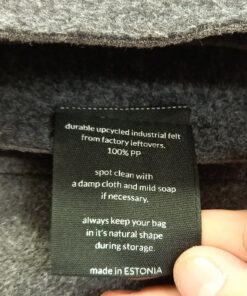 durable upcycled industrial felt
from factory leftovers.
100% PP
spot clean with
a damp cloth and mild soap
if necessary.
always keep your bag
in it's natural shape
during storage.
made in ESTONIA